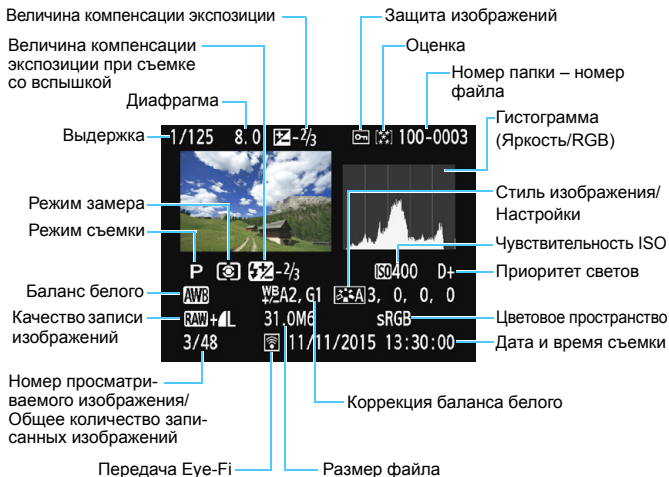 Величина компенсации экспозиции
Защита изображений
Величина компенсации
экспозиции при съемке
со вспышкой
Оценка
Номер папки – номер
файла
Диафрагма
Гистограмма
(Яркость/RGB)
Выдержка
1/125 8.0 -2/3 100-0003
Стиль изображения/
Настройки
Режим замера
Режим съемки
Чувствительность ISO
P -2/3 ISO 400 D+
Приоритет светов
Баланс белого
AWB WB A2, G1 A 3, 0, 0, 0
Качество записи
изображений
RAW+L 31.0MB sRGB
Цветовое пространство
3/48 11/11/2015 13:30:00
Дата и время съемки
Номер просматри-
ваемого изображения/
Общее количество запи-
санных изображений
Коррекция баланса белого
Передача Eye-Fi
Размер файла